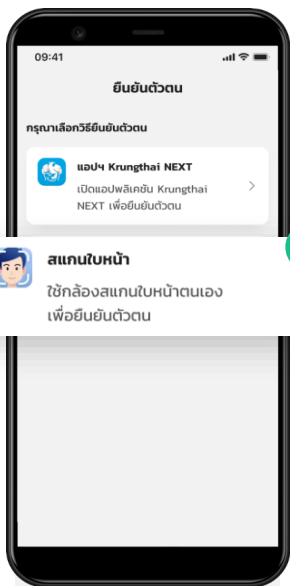 09:41
ยืนยันตัวตน
กรุณาเลือกวิธียืนยันตัวตน
แอปฯ Krungthai NEXT
เปิดแอปพลิเคชัน Krungthai
NEXT เพื่อยืนยันตัวตน
สแกนใบหน้า
ใช้กล้องสแกนใบหน้าตนเอง
เพื่อยืนยันตัวตน